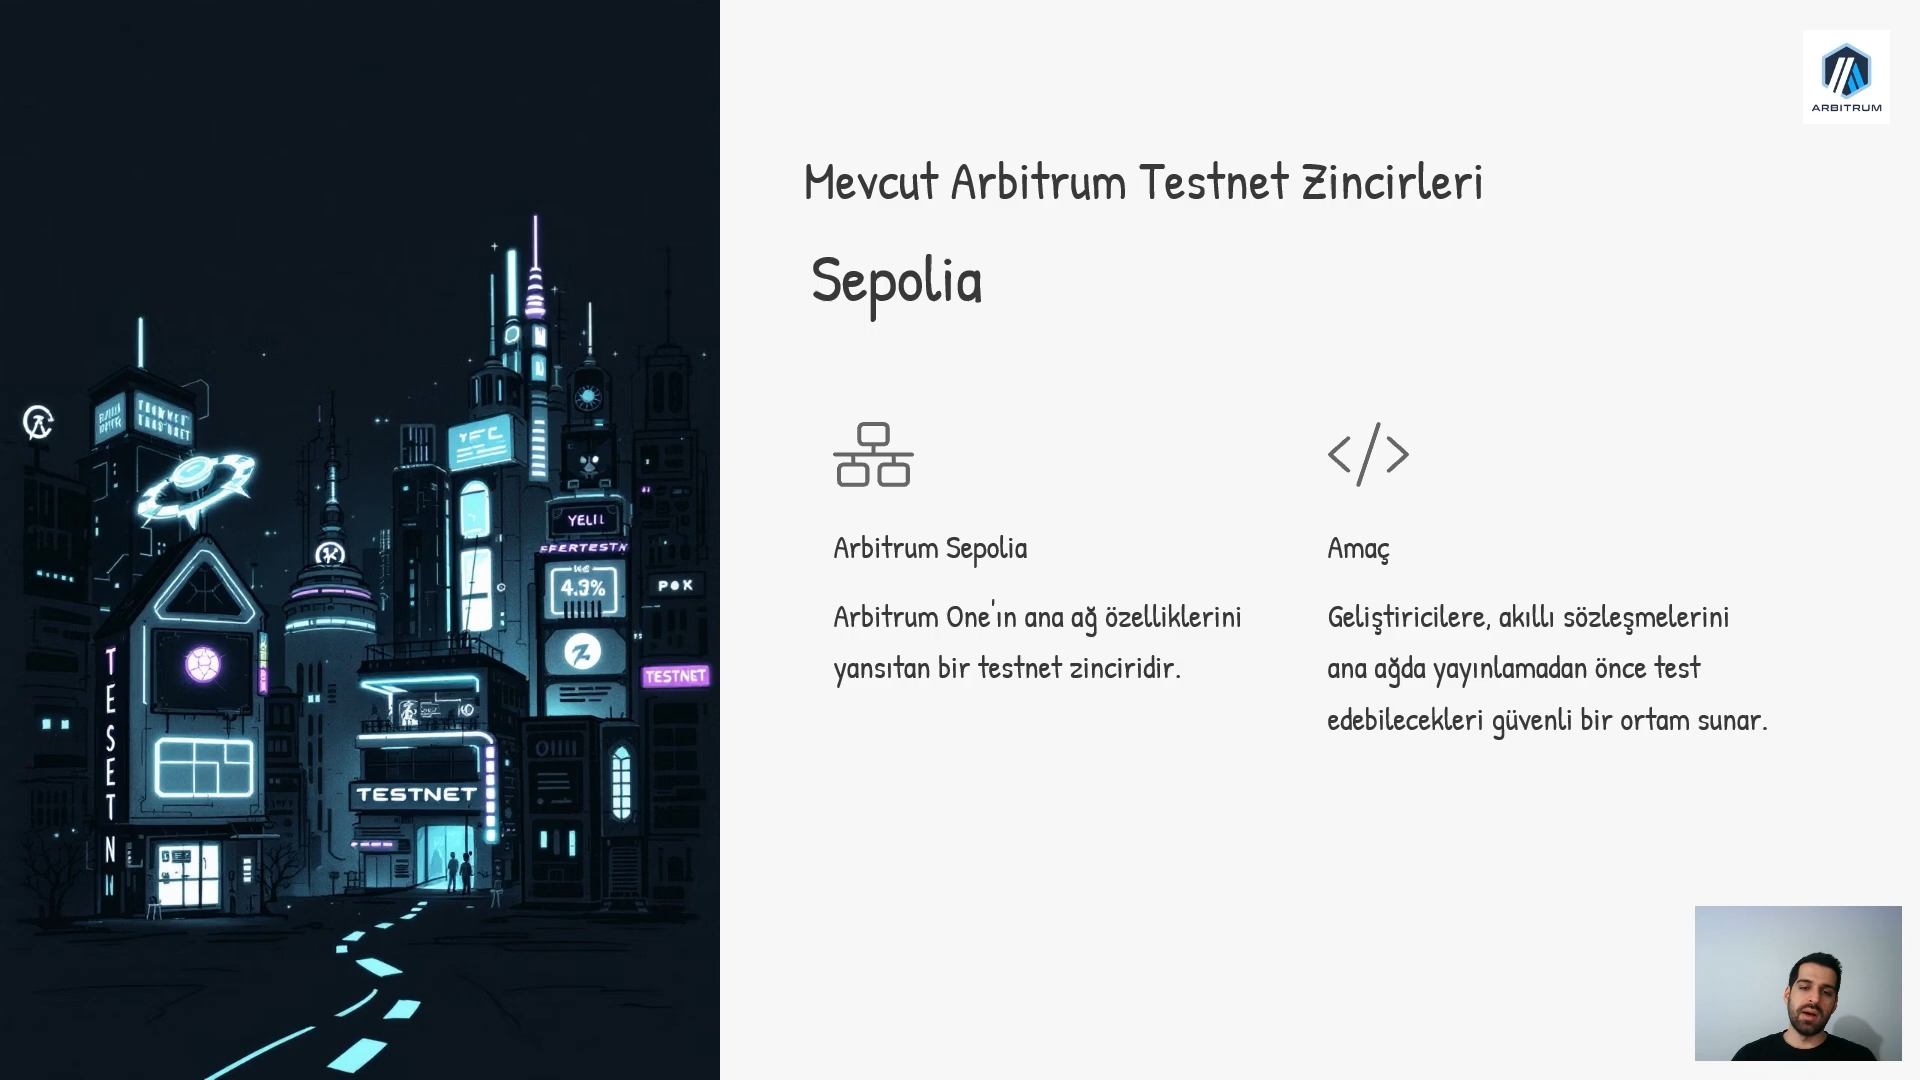 ARBITRUM
Mevcut Arbitrum Testnet Zincirleri
Sepolia
Arbitrum Sepolia
Arbitrum One'ın ana ağ özelliklerini
yansıtan bir testnet zinciridir.
Amaç
Geliştiricilere, akıllı sözleşmelerini
ana ağda yayınlamadan önce test
edebilecekleri güvenli bir ortam sunar.
YELIL
4.3%
POX
TESTNET
TESTNET